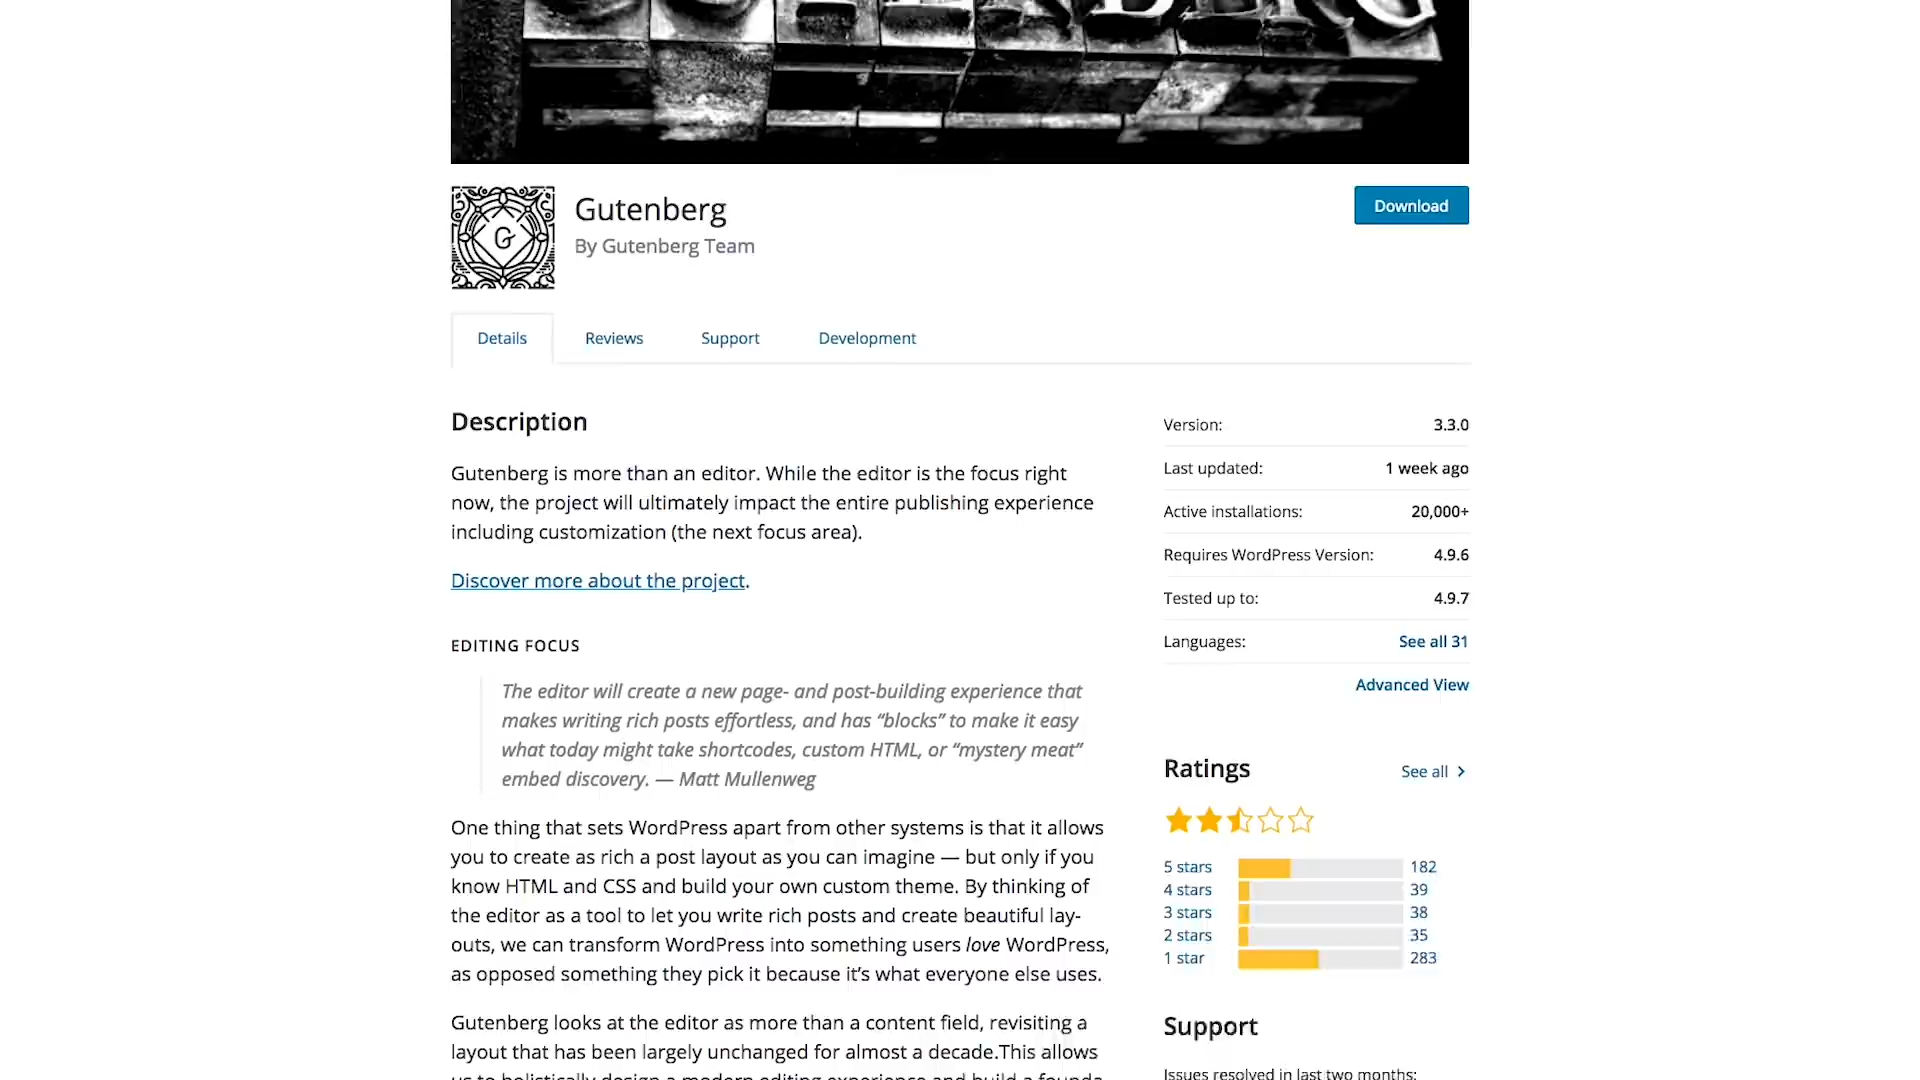 Gutenberg
By Gutenberg Team
Download
Details
Reviews
Support
Development
Description
Gutenberg is more than an editor. While the editor is the focus right
now, the project will ultimately impact the entire publishing experience
including customization (the next focus area).
Discover more about the project.
EDITING FOCUS
The editor will create a new page- and post-building experience that
makes writing rich posts effortless, and has “blocks” to make it easy
what today might take shortcodes, custom HTML, or “mystery meat”
embed discovery. — Matt Mullenweg
One thing that sets WordPress apart from other systems is that it allows
you to create as rich a post layout as you can imagine — but only if you
know HTML and CSS and build your own custom theme. By thinking of
the editor as a tool to let you write rich posts and create beautiful lay-
outs, we can transform WordPress into something users love WordPress,
as opposed something they pick it because it’s what everyone else uses.
Gutenberg looks at the editor as more than a content field, revisiting a
layout that has been largely unchanged for almost a decade.This allows
us to holistically design a modern editing experience and build a founda-
Version: 3.3.0
Last updated: 1 week ago
Active installations: 20,000+
Requires WordPress Version: 4.9.6
Tested up to: 4.9.7
Languages: See all 31
Advanced View
Ratings
See all
5 stars 182
4 stars 39
3 stars 38
2 stars 35
1 star 283
Support
Issues resolved in last two months: